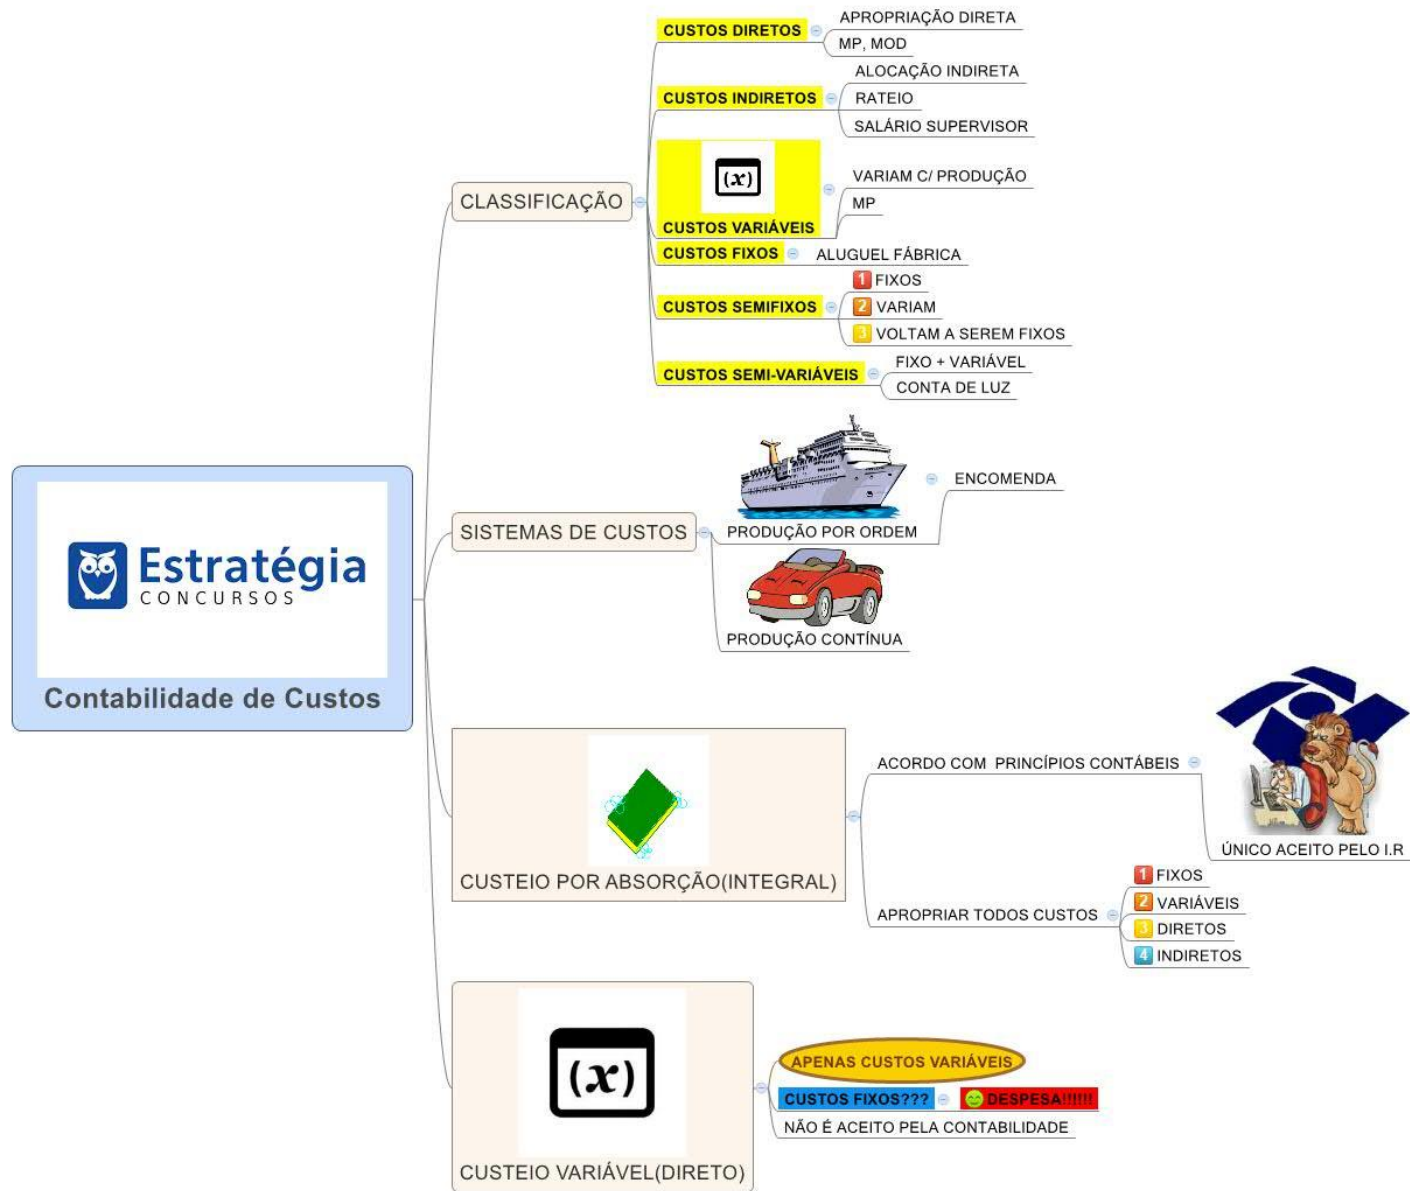 Estratégia
CONCURSOS
Contabilidade de Custos
CLASSIFICAÇÃO
CUSTOS DIRETOS
APROPRIAÇÃO DIRETA
MP, MOD
CUSTOS INDIRETOS
ALOCAÇÃO INDIRETA
RATEIO
SALÁRIO SUPERVISOR
(x)
CUSTOS VARIÁVEIS
VARIAM C/ PRODUÇÃO
MP
CUSTOS FIXOS
ALUGUEL FÁBRICA
CUSTOS SEMIFIXOS
1 FIXOS
2 VARIAM
3 VOLTAM A SEREM FIXOS
CUSTOS SEMI-VARIÁVEIS
FIXO + VARIÁVEL
CONTA DE LUZ
SISTEMAS DE CUSTOS
PRODUÇÃO POR ORDEM
ENCOMENDA
PRODUÇÃO CONTÍNUA
CUSTEIO POR ABSORÇÃO(INTEGRAL)
ACORDO COM  PRINCÍPIOS CONTÁBEIS
ÚNICO ACEITO PELO I.R
APROPRIAR TODOS CUSTOS
1 FIXOS
2 VARIÁVEIS
3 DIRETOS
4 INDIRETOS
(x)
CUSTEIO VARIÁVEL(DIRETO)
APENAS CUSTOS VARIÁVEIS
CUSTOS FIXOS???
DESPESA!!!!!!
NÃO É ACEITO PELA CONTABILIDADE